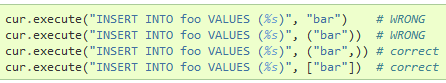 cur.execute("INSERT INTO foo VALUES (%s)", "bar")    # WRONG
cur.execute("INSERT INTO foo VALUES (%s)", ("bar"))  # WRONG
cur.execute("INSERT INTO foo VALUES (%s)", ("bar",)) # correct
cur.execute("INSERT INTO foo VALUES (%s)", ["bar"])  # correct